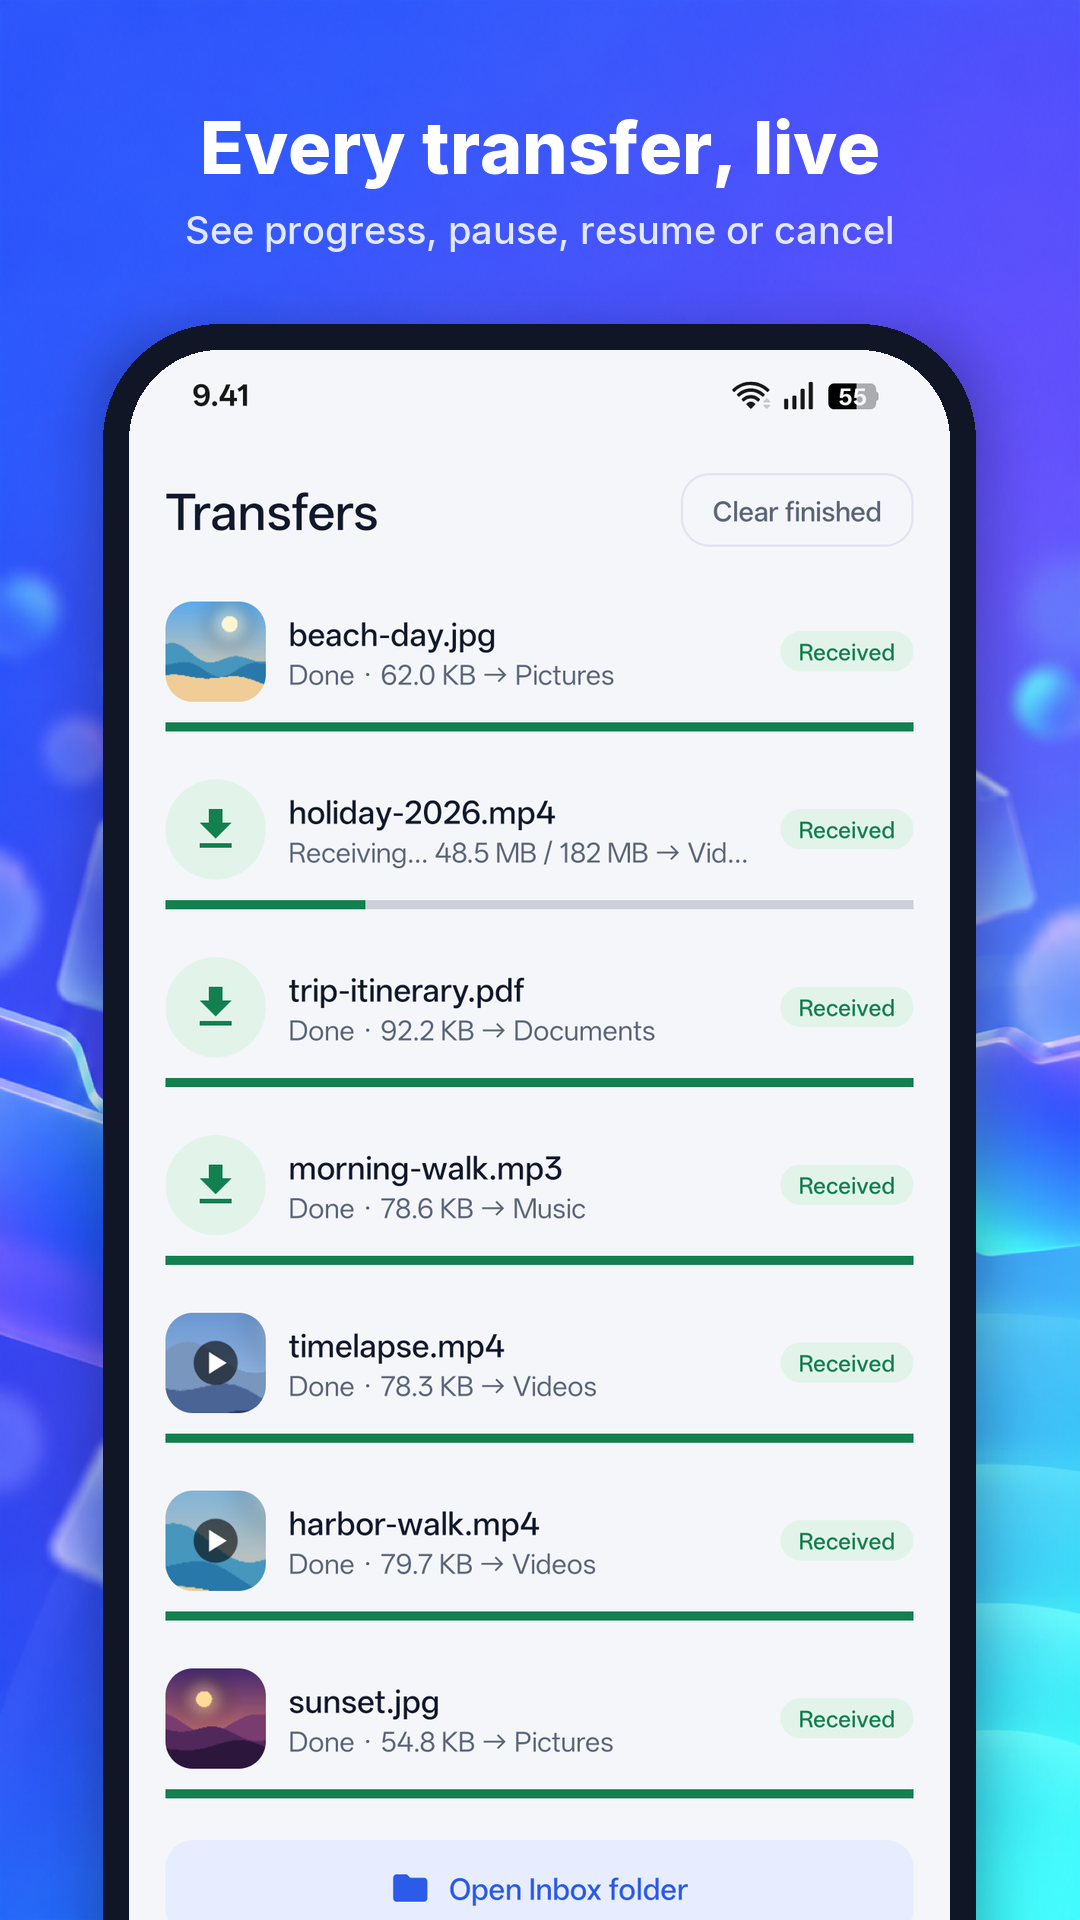 Every transfer, live
See progress, pause, resume or cancel
9.41
55
Transfers
Clear finished
beach-day.jpg
Done · 62.0 KB → Pictures
Received
holiday-2026.mp4
Receiving... 48.5 MB / 182 MB → Vid...
Received
trip-itinerary.pdf
Done · 92.2 KB → Documents
Received
morning-walk.mp3
Done · 78.6 KB → Music
Received
timelapse.mp4
Done · 78.3 KB → Videos
Received
harbor-walk.mp4
Done · 79.7 KB → Videos
Received
sunset.jpg
Done · 54.8 KB → Pictures
Received
Open Inbox folder